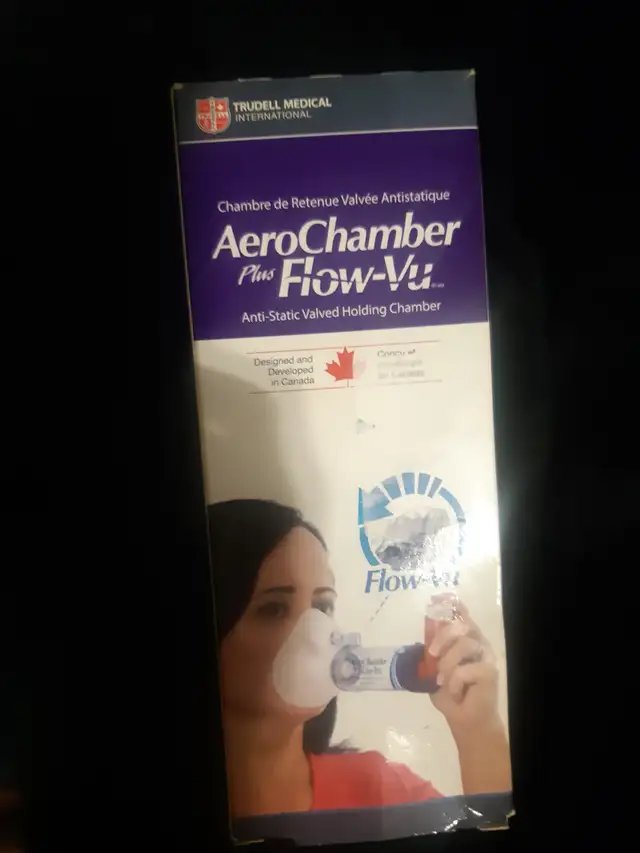 TRUDELL MEDICAL
INTERNATIONAL
Chambre de Retenue Valvée Antistatique
AeroChamber
Plus Flow-Vu
Anti-Static Valved Holding Chamber
Designed and
Developed
in Canada
Flow-Vu